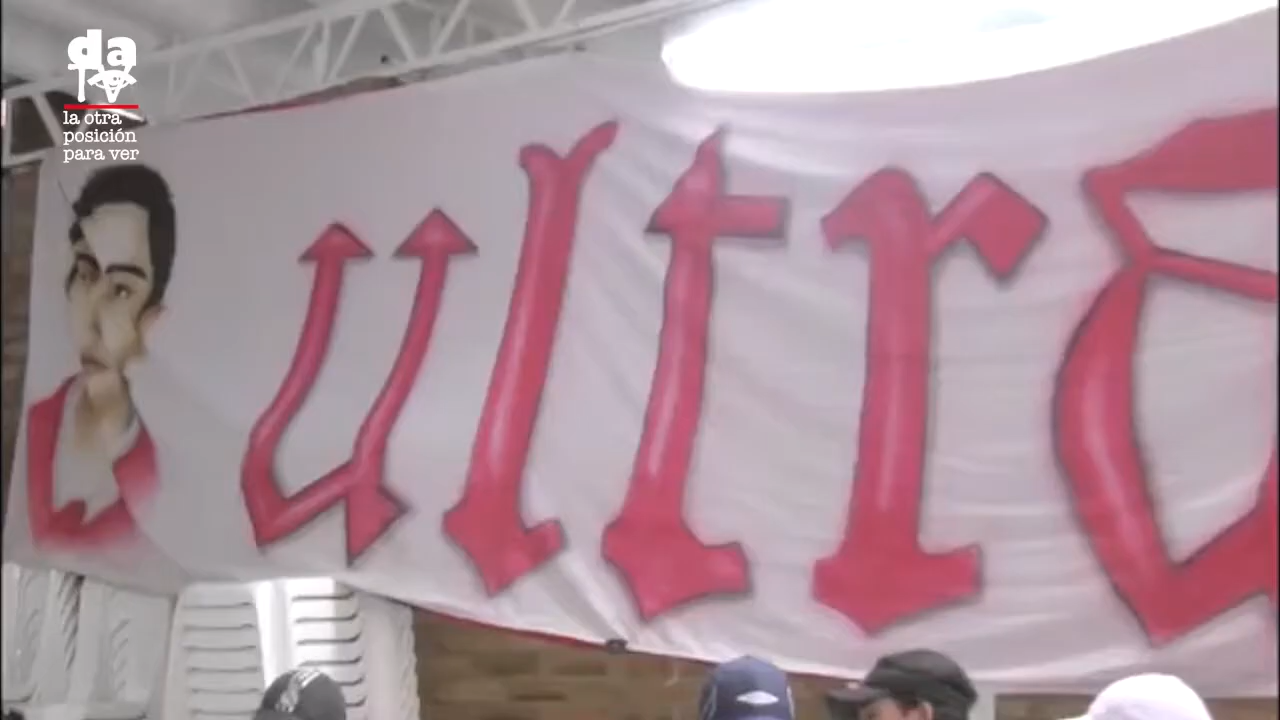 da
la otra
posición
para ver
ultra